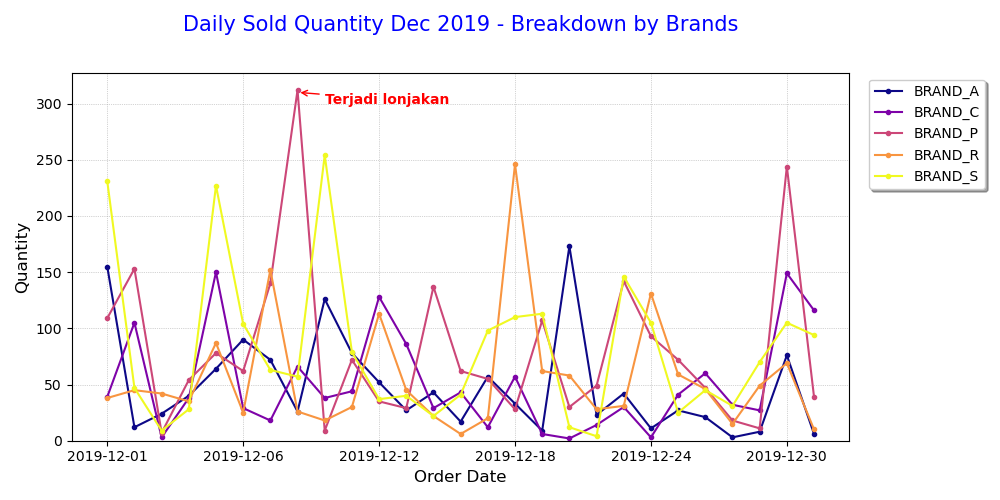 Daily Sold Quantity Dec 2019 - Breakdown by Brands
300
250
200
150
100
50
0
Quantity
Terjadi lonjakan
BRAND_A
BRAND_C
BRAND_P
BRAND_R
BRAND_S
2019-12-01
2019-12-06
2019-12-12
2019-12-18
2019-12-24
2019-12-30
Order Date